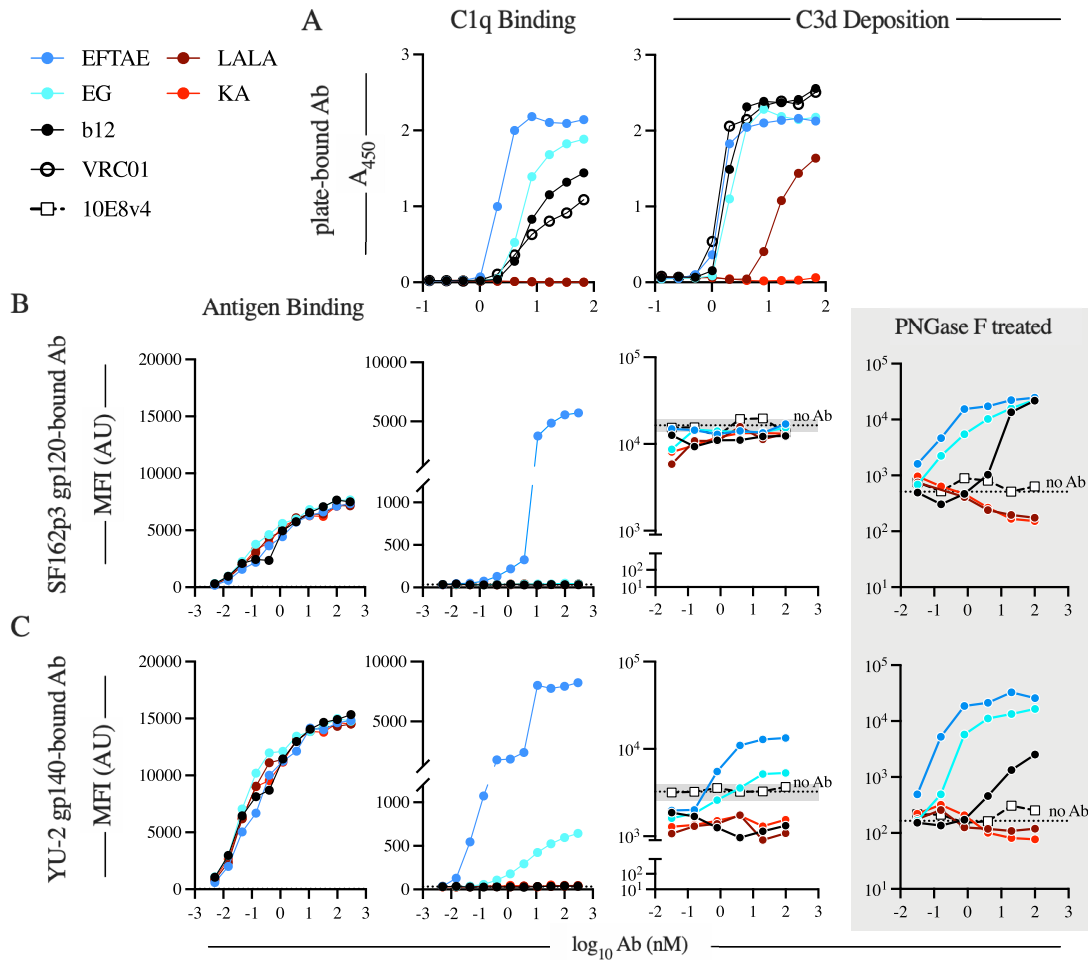 A
C1q Binding
C3d Deposition
EFTAE
LALA
EG
KA
b12
VRC01
10E8v4
plate-bound Ab
A450
3
2
1
0
-1 0 1 2
3
2
1
0
-1 0 1 2
B
Antigen Binding
PNGase F treated
SF162p3 gp120-bound Ab
MFI (AU)
20000
15000
10000
5000
0
-3 -2 -1 0 1 2 3
10000
5000
1000
500
0
-3 -2 -1 0 1 2 3
10^5
10^4
10^3
10^2
10^1
no Ab
-2 -1 0 1 2 3
10^5
10^4
10^3
10^2
10^1
no Ab
-2 -1 0 1 2 3
C
YU-2 gp140-bound Ab
MFI (AU)
20000
15000
10000
5000
0
-3 -2 -1 0 1 2 3
10000
5000
1000
500
0
-3 -2 -1 0 1 2 3
10^5
10^4
10^3
10^2
10^1
no Ab
-2 -1 0 1 2 3
10^5
10^4
10^3
10^2
10^1
no Ab
-2 -1 0 1 2 3
log10 Ab (nM)